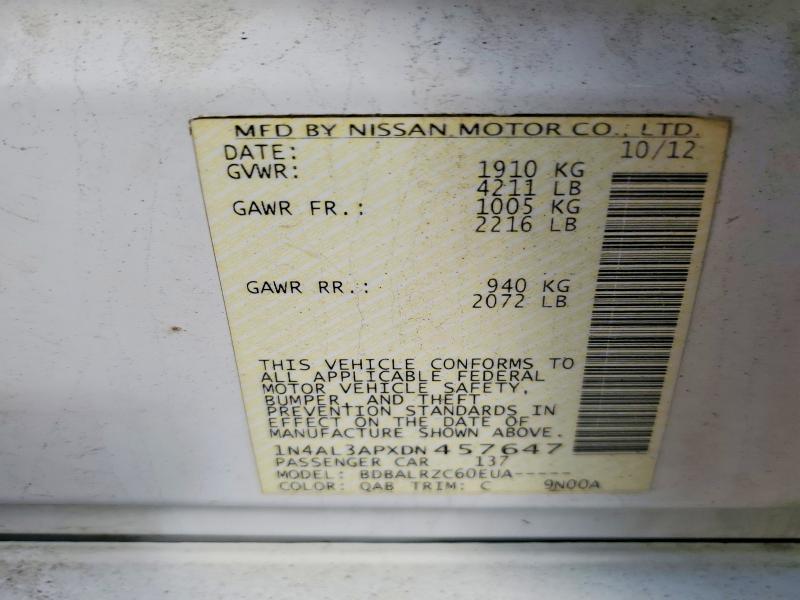 MFD BY NISSAN MOTOR CO., LTD.
DATE: 10/12
GVWR: 1910 KG
4211 LB
GAWR FR.: 1005 KG
2216 LB
GAWR RR.: 940 KG
2072 LB
THIS VEHICLE CONFORMS TO
ALL APPLICABLE FEDERAL
MOTOR VEHICLE SAFETY,
BUMPER, AND THEFT
PREVENTION STANDARDS IN
EFFECT ON THE DATE OF
MANUFACTURE SHOWN ABOVE.
1N4AL3APXDN457647
PASSENGER CAR 137
MODEL: BDBALRZC60EUA-----
COLOR: QAB TRIM: C 9N00A